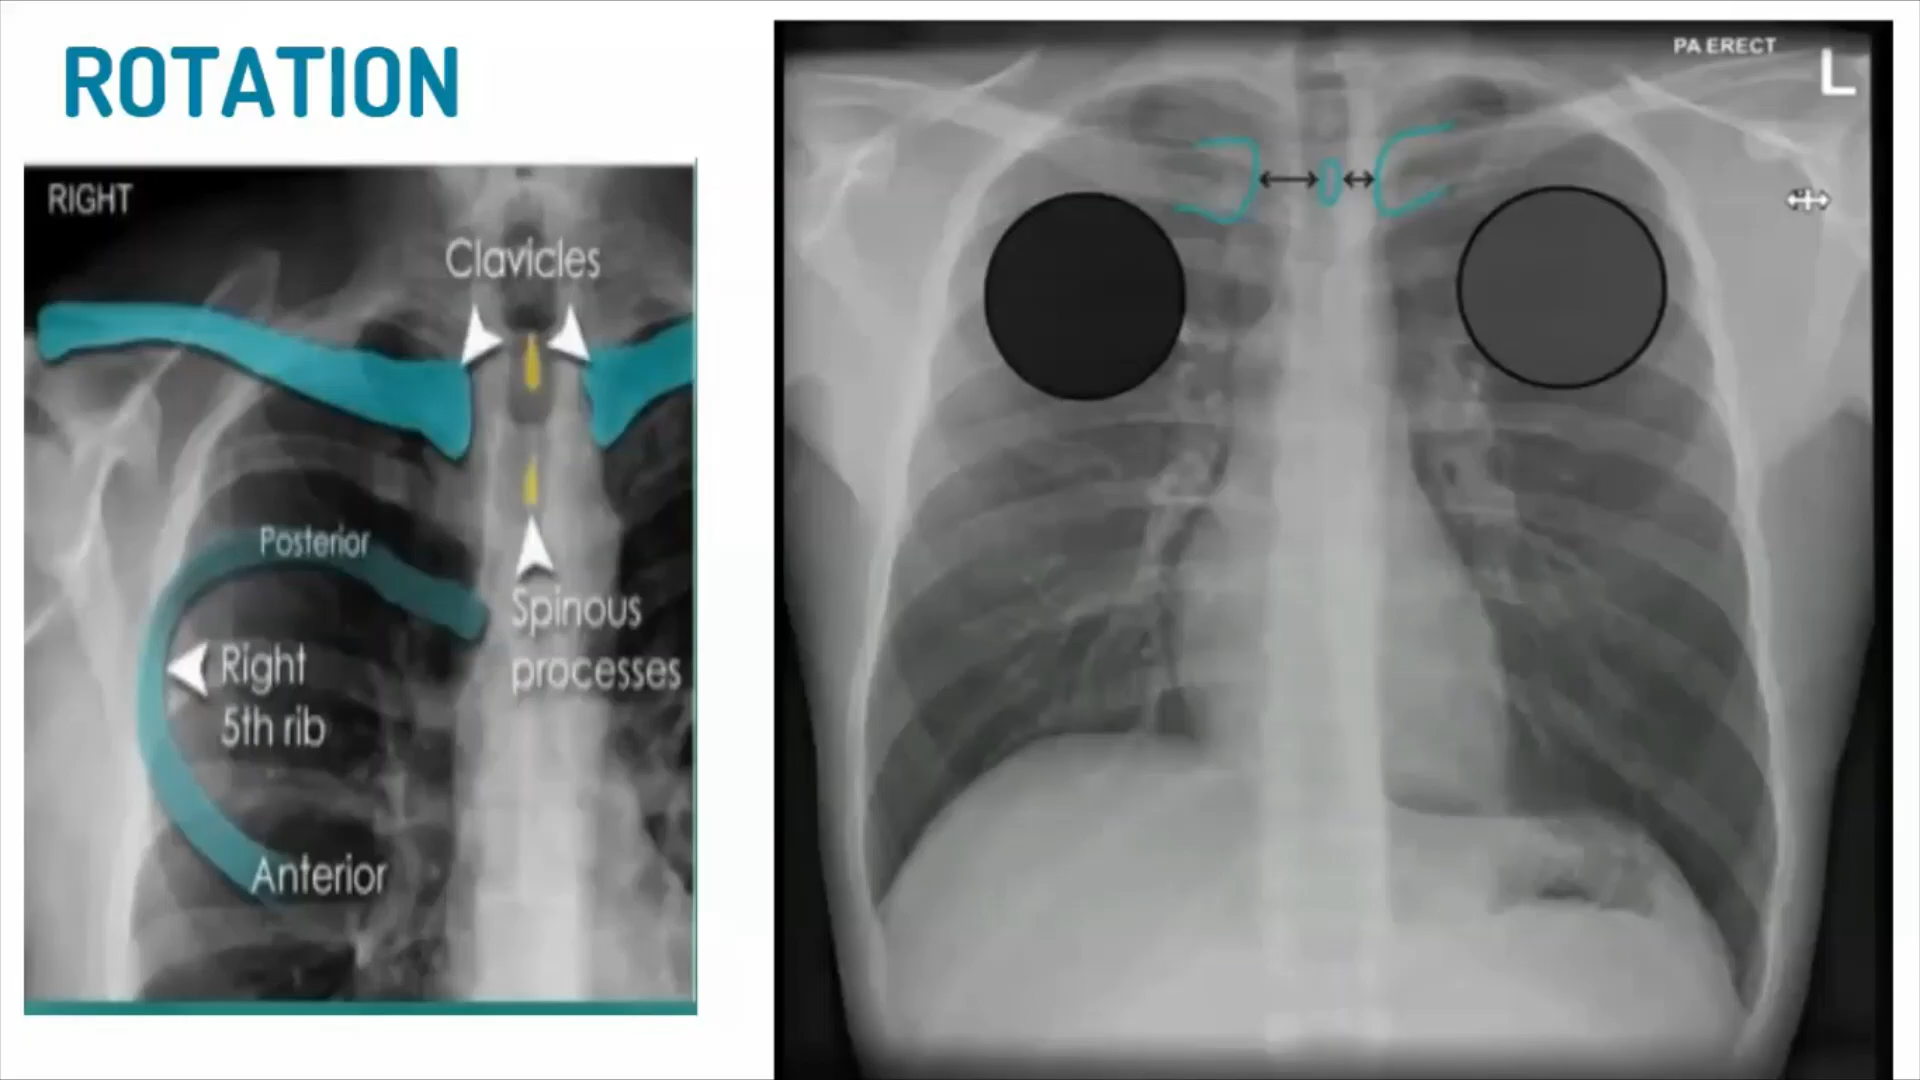 ROTATION
RIGHT
Clavicles
Posterior
Spinous
processes
Right
5th rib
Anterior
PA ERECT
L